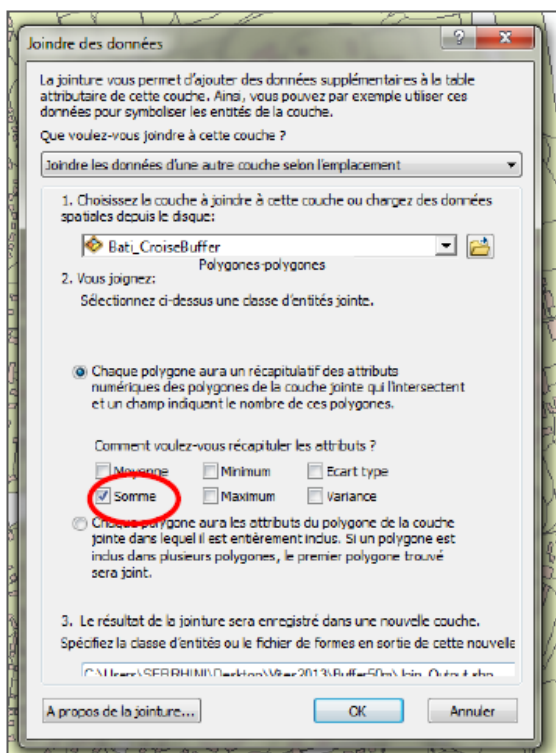 Joindre des données
La jointure vous permet d'ajouter des données supplémentaires à la table
attributaire de cette couche. Ainsi, vous pouvez par exemple utiliser ces
données pour symboliser les entités de la couche.
Que voulez-vous joindre à cette couche ?
Joindre les données d'une autre couche selon l'emplacement
1. Choisissez la couche à joindre à cette couche ou chargez des données
spatiales depuis le disque:
Bati_CroiseBuffer
Polygones-polygones
2. Vous joignez:
Sélectionnez ci-dessus une classe d'entités jointe.
Chaque polygone aura un récapitulatif des attributs
numériques des polygones de la couche jointe qui l'intersectent
et un champ indiquant le nombre de ces polygones.
Comment voulez-vous récapituler les attributs ?
Moyenne Minimum Ecart type
Somme Maximum Variance
Chaque polygone aura les attributs du polygone de la couche
jointe dans lequel il est entièrement inclus. Si un polygone est
inclus dans plusieurs polygones, le premier polygone trouvé
sera joint.
3. Le résultat de la jointure sera enregistré dans une nouvelle couche.
Spécifiez la classe d'entités ou le fichier de formes en sortie de cette nouvelle
C:\Users\SERRHINI\Desktop\ \Buffer50m\Join_Output.shp
A propos de la jointure... OK Annuler